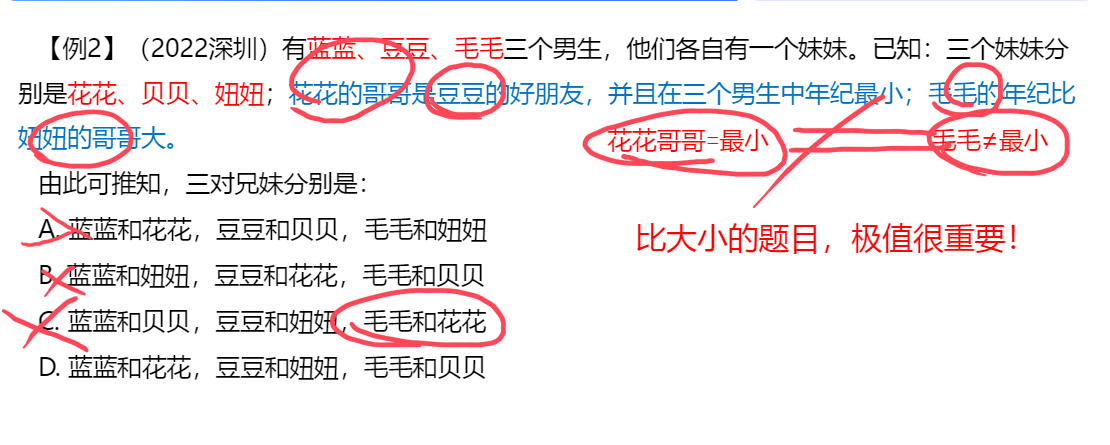 【例2】（2022深圳）有蓝蓝、豆豆、毛毛三个男生，他们各自有一个妹妹。已知：三个妹妹分
别是花花、贝贝、妞妞；花花的哥哥是豆豆的好朋友，并且在三个男生中年纪最小；毛毛的年纪比
妞妞的哥哥大。
花花哥哥=最小
毛毛≠最小
由此可推知，三对兄妹分别是：
A. 蓝蓝和花花，豆豆和贝贝，毛毛和妞妞
比大小的题目，极值很重要！
B. 蓝蓝和妞妞，豆豆和花花，毛毛和贝贝
C. 蓝蓝和贝贝，豆豆和妞妞，毛毛和花花
D. 蓝蓝和花花，豆豆和妞妞，毛毛和贝贝